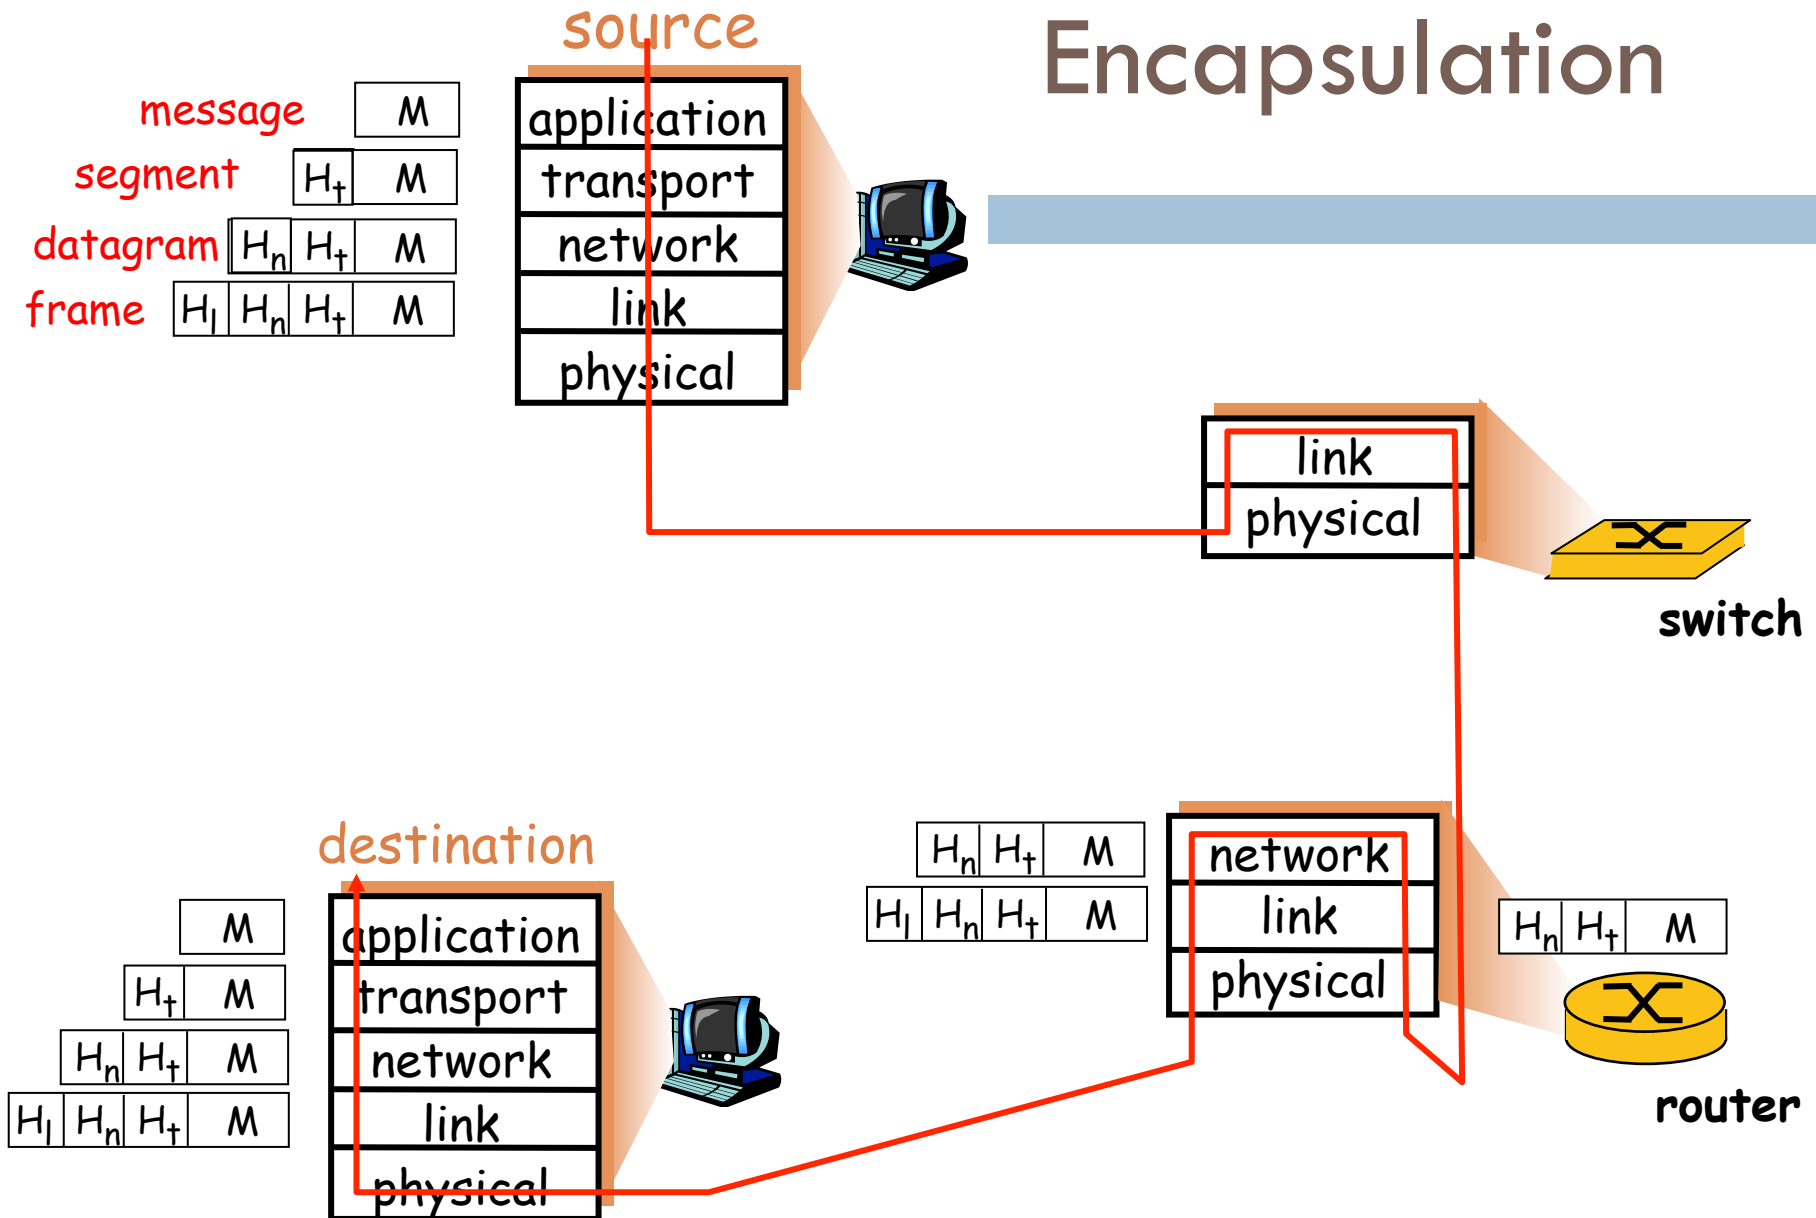 Encapsulation
source
message M application
segment Ht M transport
datagram Hn Ht M network
frame Hl Hn Ht M link
physical
link
physical
switch
Hn Ht M network
Hl Hn Ht M link
physical
Hn Ht M
router
destination
M application
Ht M transport
Hn Ht M network
Hl Hn Ht M link
physical